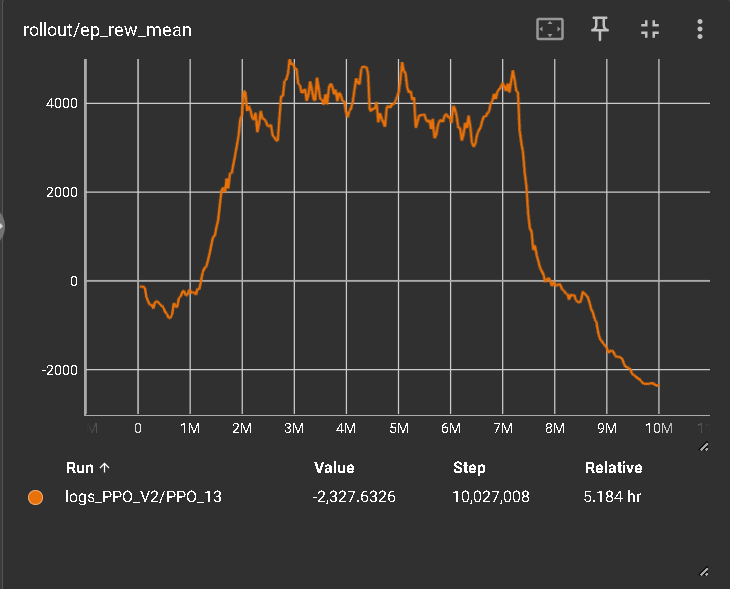 rollout/ep_rew_mean
4000
2000
0
-2000
M 0 1M 2M 3M 4M 5M 6M 7M 8M 9M 10M 1
Run ↑ Value Step Relative
logs_PPO_V2/PPO_13 -2,327.6326 10,027,008 5.184 hr